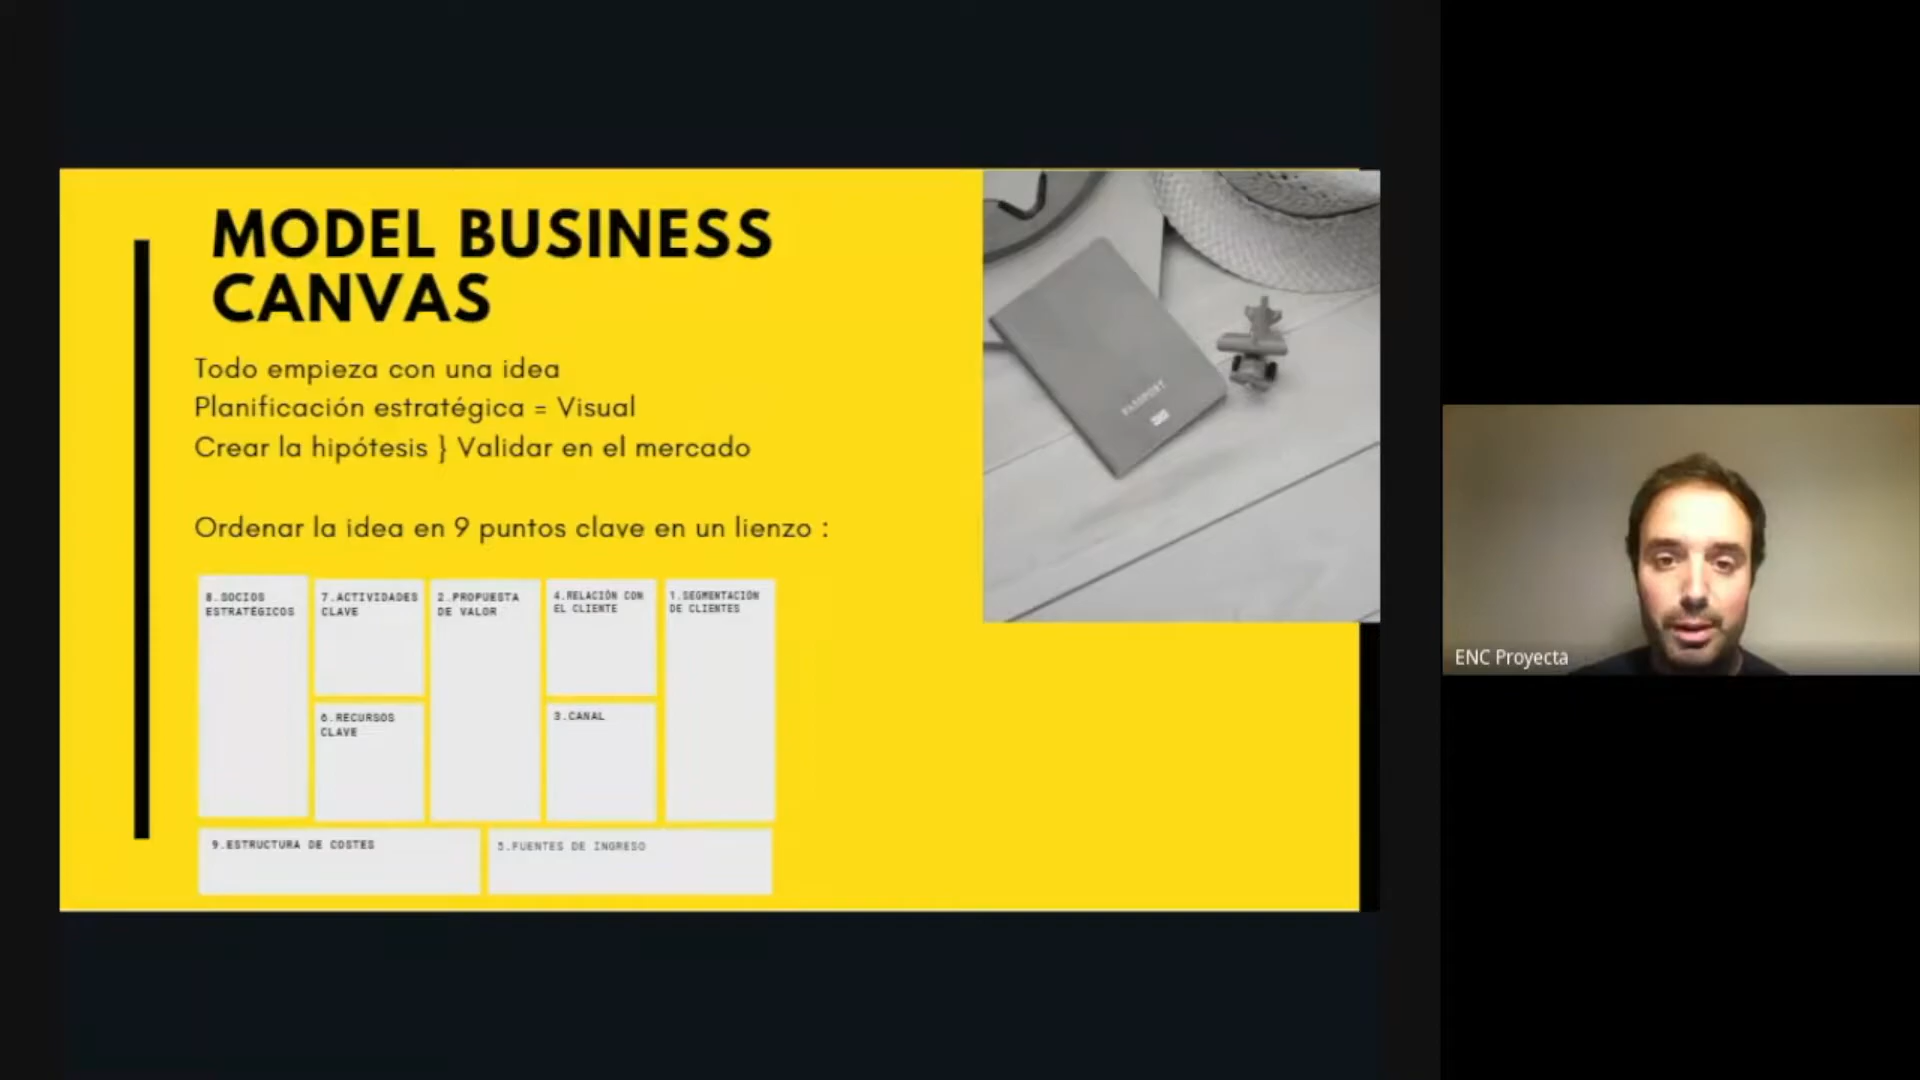 MODEL BUSINESS
CANVAS
Todo empieza con una idea
Planificación estratégica = Visual
Crear la hipótesis } Validar en el mercado
Ordenar la idea en 9 puntos clave en un lienzo :
8.SOCIOS
ESTRATÉGICOS
7.ACTIVIDADES
CLAVE
2.PROPUESTA
DE VALOR
4.RELACIÓN CON
EL CLIENTE
1.SEGMENTACIÓN
DE CLIENTES
6.RECURSOS
CLAVE
3.CANAL
9.ESTRUCTURA DE COSTES
5.FUENTES DE INGRESO
PASSPORT
ENC Proyecta